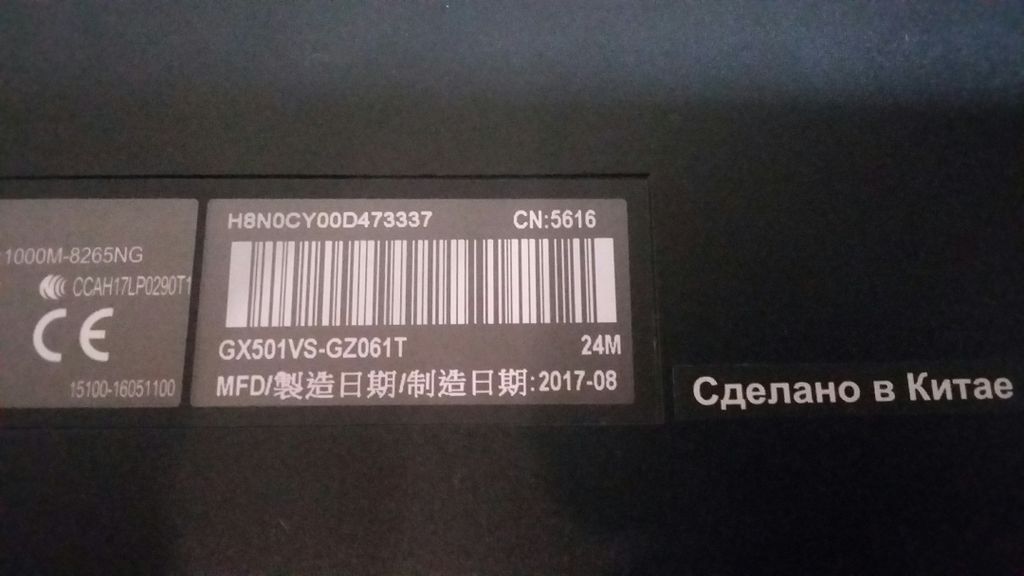 1000M-8265NG
CCAH17LP0290T1
CE
15100-16051100
H8N0CY00D473337 CN:5616
GX501VS-GZ061T 24M
MFD/製造日期/制造日期:2017-08
Сделано в Китае